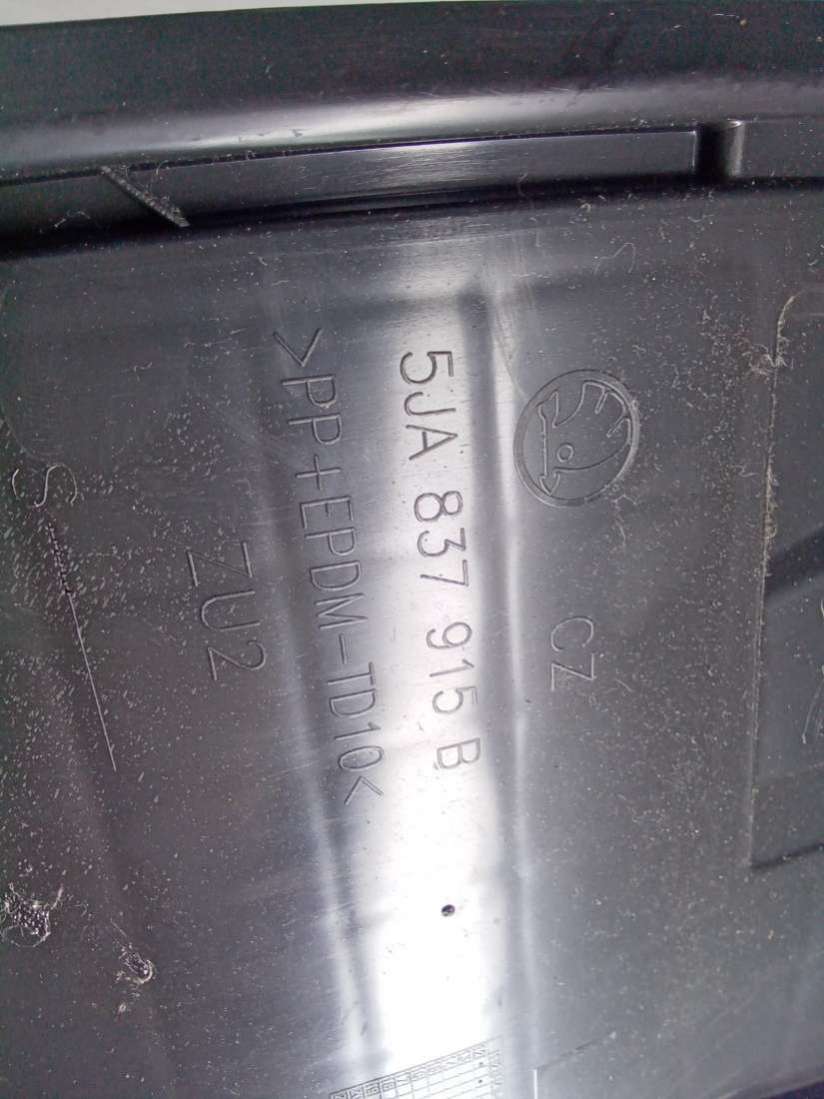 CZ
5JA 837 915 B
>PP+EPDM-TD10<
ZU2
S